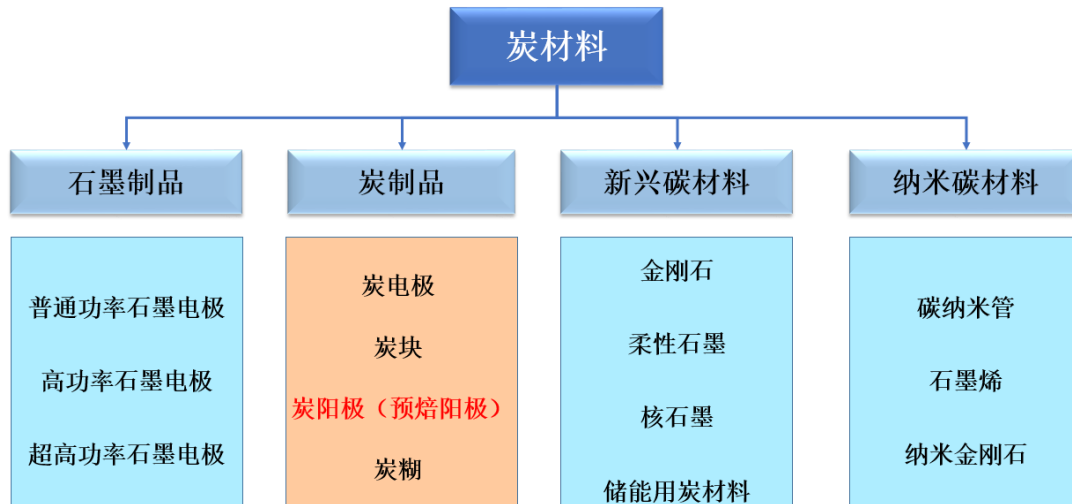 炭材料
石墨制品
炭制品
新兴碳材料
纳米碳材料
普通功率石墨电极
高功率石墨电极
超高功率石墨电极
炭电极
炭块
炭阳极（预焙阳极）
炭糊
金刚石
柔性石墨
核石墨
储能用炭材料
碳纳米管
石墨烯
纳米金刚石